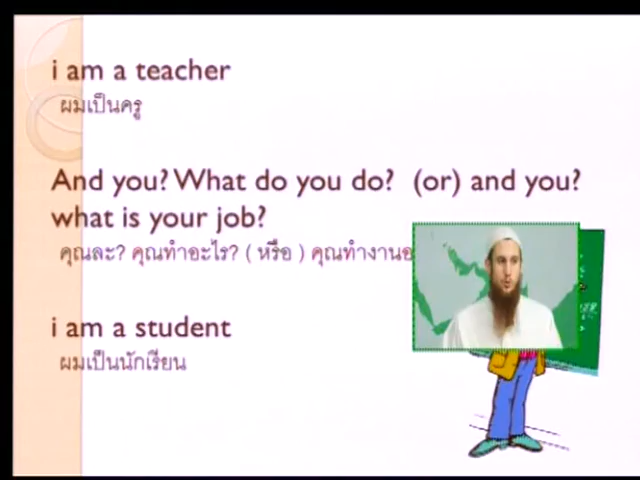 i am a teacher
ผมเป็นครู
And you? What do you do? (or) and you?
what is your job?
คุณละ? คุณทำอะไร? ( หรือ ) คุณทำงานอ
i am a student
ผมเป็นนักเรียน